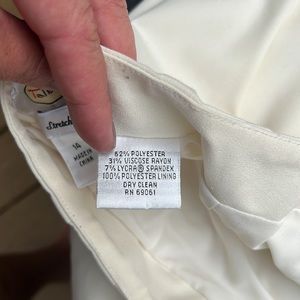 Tal
Stretch
14
MADE IN
CHINA
62% POLYESTER
31% VISCOSE RAYON
7% LYCRA® SPANDEX
100% POLYESTER LINING
DRY CLEAN
RN 69061